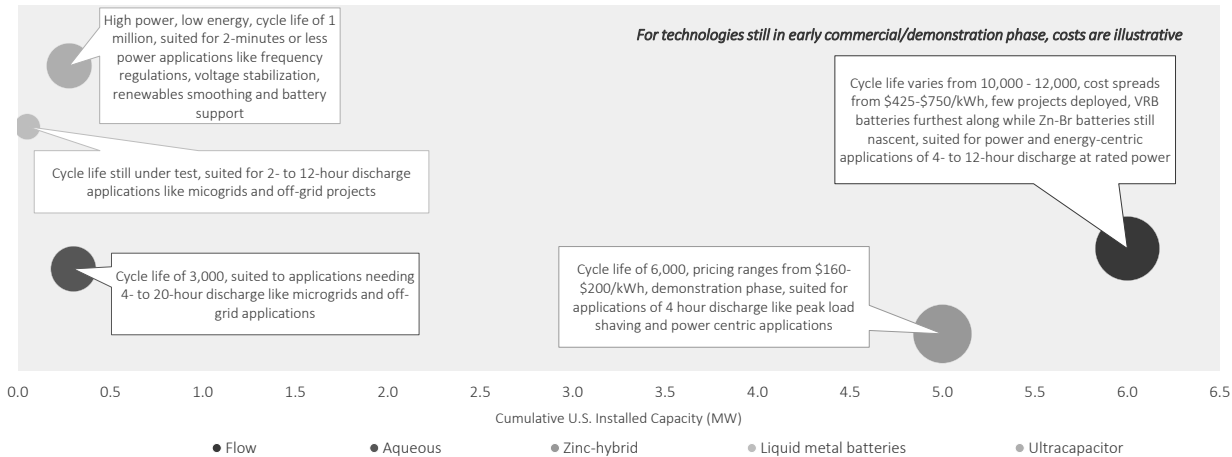 High power, low energy, cycle life of 1
million, suited for 2-minutes or less
power applications like frequency
regulations, voltage stabilization,
renewables smoothing and battery
support
For technologies still in early commercial/demonstration phase, costs are illustrative
Cycle life varies from 10,000 - 12,000, cost spreads
from $425-$750/kWh, few projects deployed, VRB
batteries furthest along while Zn-Br batteries still
nascent, suited for power and energy-centric
applications of 4- to 12-hour discharge at rated power
Cycle life still under test, suited for 2- to 12-hour discharge
applications like micogrids and off-grid projects
Cycle life of 3,000, suited to applications needing
4- to 20-hour discharge like microgrids and off-
grid applications
Cycle life of 6,000, pricing ranges from $160-
$200/kWh, demonstration phase, suited for
applications of 4 hour discharge like peak load
shaving and power centric applications
0.0 0.5 1.0 1.5 2.0 2.5 3.0 3.5 4.0 4.5 5.0 5.5 6.0 6.5
Cumulative U.S. Installed Capacity (MW)
Flow Aqueous Zinc-hybrid Liquid metal batteries Ultracapacitor